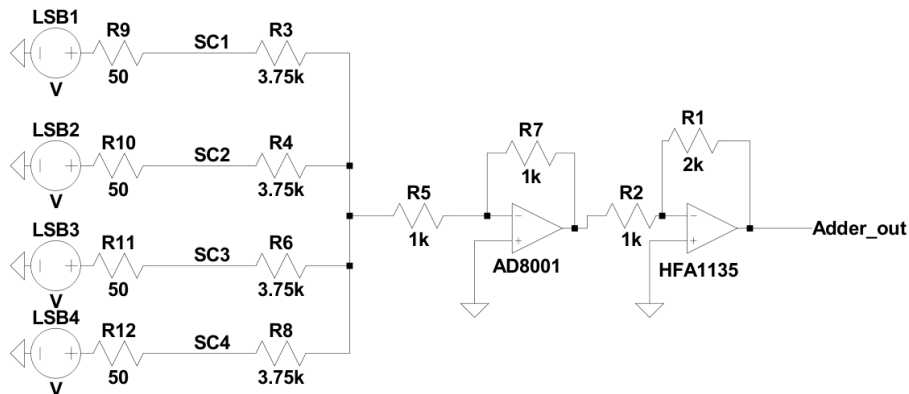 LSB1
R9
SC1
R3
50
3.75k
V
LSB2
R10
SC2
R4
50
3.75k
V
R7
1k
R1
2k
R5
1k
R2
1k
AD8001
HFA1135
Adder_out
LSB3
R11
SC3
R6
50
3.75k
V
LSB4
R12
SC4
R8
50
3.75k
V